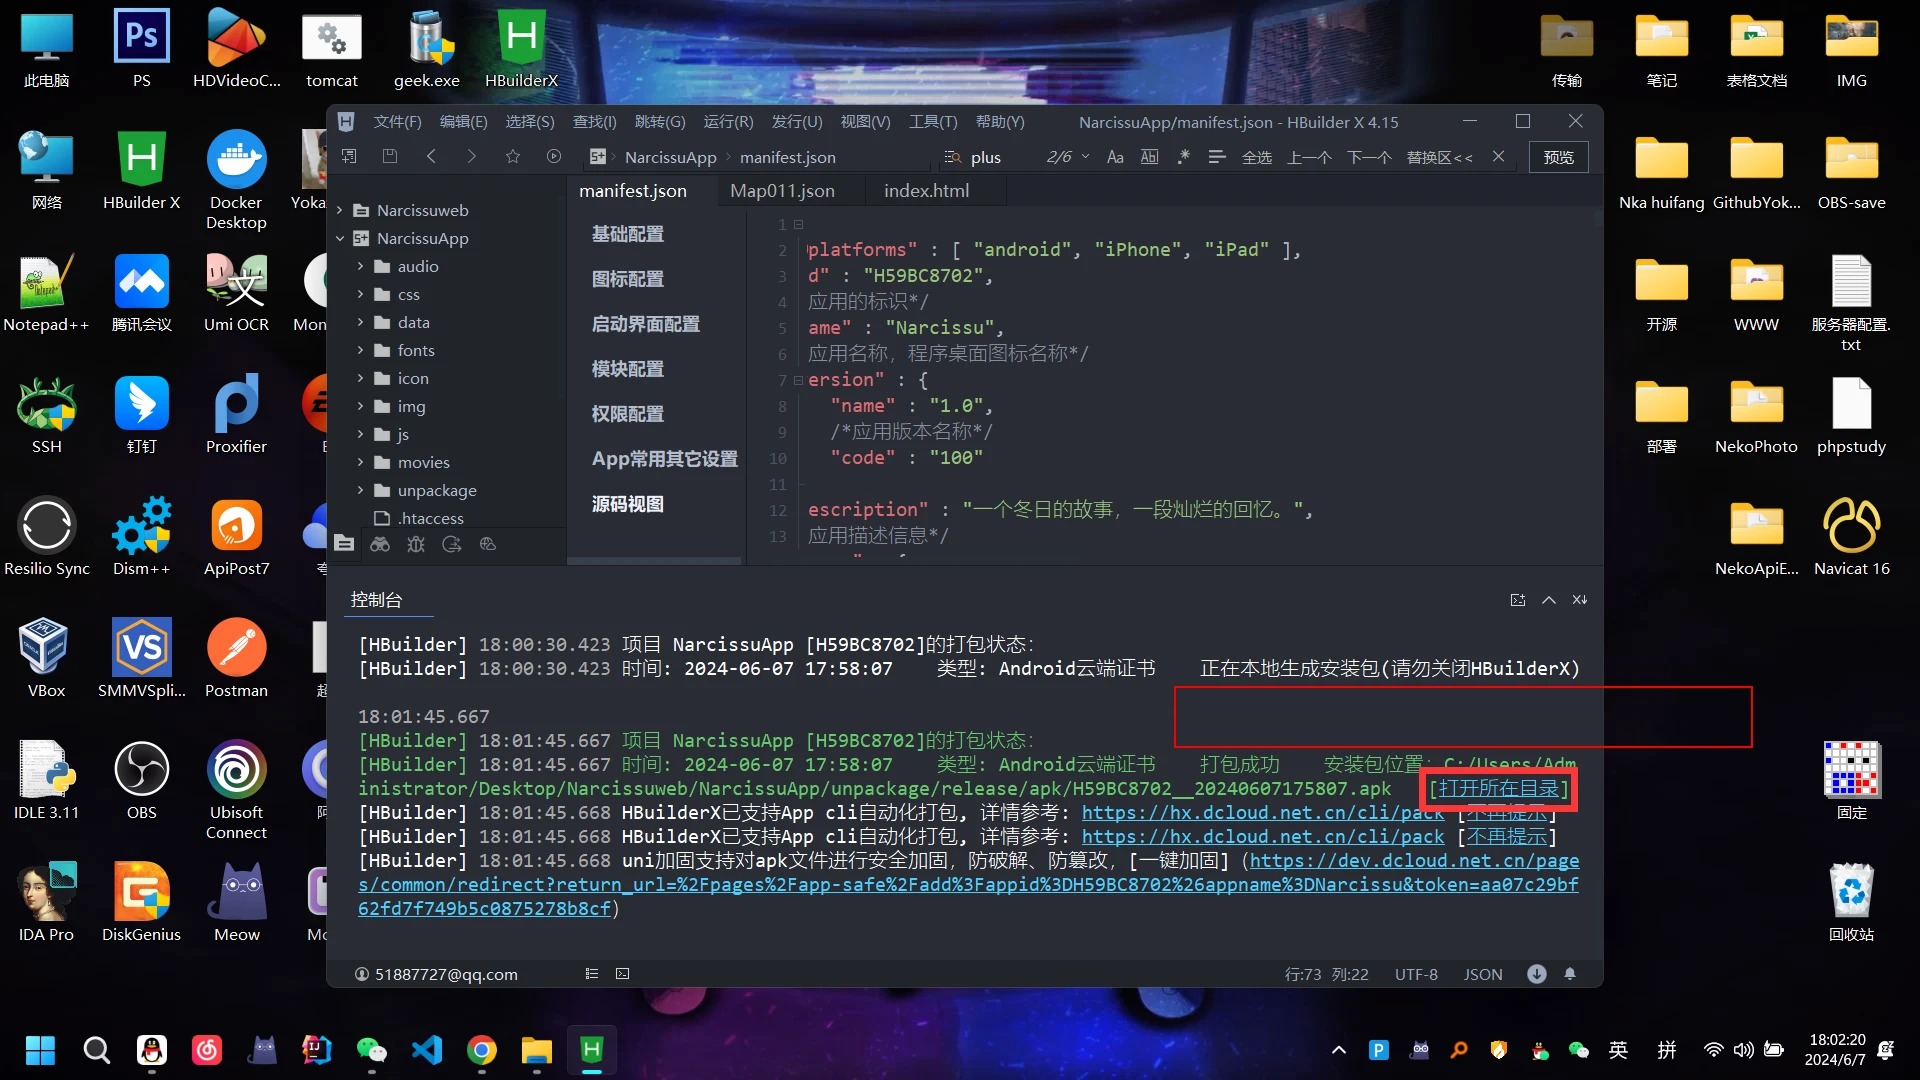 此电脑
PS
HDVideoC...
tomcat
geek.exe
HBuilderX
传输
笔记
表格文档
IMG
网络
HBuilder X
Docker
Desktop
Yoka
Nka huifang
GithubYok...
OBS-save
Notepad++
腾讯会议
Umi OCR
Mon
开源
WWW
服务器配置.
txt
SSH
钉钉
Proxifier
部署
NekoPhoto
phpstudy
Resilio Sync
Dism++
ApiPost7
NekoApiE...
Navicat 16
VBox
SMMVSpli...
Postman
IDLE 3.11
OBS
Ubisoft
Connect
固定
IDA Pro
DiskGenius
Meow
回收站
文件(F) 编辑(E) 选择(S) 查找(I) 跳转(G) 运行(R) 发行(U) 视图(V) 工具(T) 帮助(Y)
NarcissuApp/manifest.json - HBuilder X 4.15
NarcissuApp
manifest.json
plus
2/6
Aa
全选 上一个 下一个 替换区<<
预览
Narcissuweb
NarcissuApp
audio
css
data
fonts
icon
img
js
movies
unpackage
.htaccess
manifest.json
Map011.json
index.html
基础配置
图标配置
启动界面配置
模块配置
权限配置
App常用其它设置
源码视图
1
2 platforms" : [ "android", "iPhone", "iPad" ],
3 d" : "H59BC8702",
4 应用的标识*/
5 ame" : "Narcissu",
6 应用名称，程序桌面图标名称*/
7 ersion" : {
8 "name" : "1.0",
9 /*应用版本名称*/
10 "code" : "100"
11
12 escription" : "一个冬日的故事，一段灿烂的回忆。",
13 应用描述信息*/
控制台
[HBuilder] 18:00:30.423 项目 NarcissuApp [H59BC8702]的打包状态：
[HBuilder] 18:00:30.423 时间: 2024-06-07 17:58:07 类型: Android云端证书 正在本地生成安装包(请勿关闭HBuilderX)
18:01:45.667
[HBuilder] 18:01:45.667 项目 NarcissuApp [H59BC8702]的打包状态：
[HBuilder] 18:01:45.667 时间: 2024-06-07 17:58:07 类型: Android云端证书 打包成功 安装包位置：C:/Users/Adm
inistrator/Desktop/Narcissuweb/NarcissuApp/unpackage/release/apk/H59BC8702__20240607175807.apk [打开所在目录]
[HBuilder] 18:01:45.668 HBuilderX已支持App cli自动化打包, 详情参考: https://hx.dcloud.net.cn/cli/pack [不再提示]
[HBuilder] 18:01:45.668 HBuilderX已支持App cli自动化打包, 详情参考: https://hx.dcloud.net.cn/cli/pack [不再提示]
[HBuilder] 18:01:45.668 uni加固支持对apk文件进行安全加固，防破解、防篡改，[一键加固]（https://dev.dcloud.net.cn/page
s/common/redirect?return_url=%2Fpages%2Fapp-safe%2Fadd%3Fappid%3DH59BC8702%26appname%3DNarcissu&token=aa07c29bf
62fd7f749b5c0875278b8cf)
51887727@qq.com
行:73 列:22
UTF-8
JSON
英
拼
18:02:20
2024/6/7